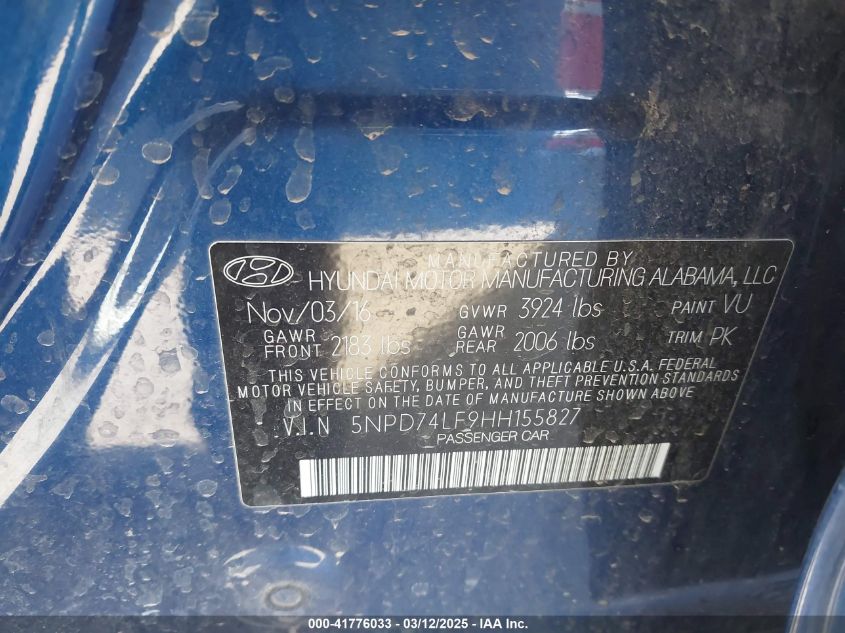 MANUFACTURED BY
HYUNDAI MOTOR MANUFACTURING ALABAMA, LLC
Nov/03/16 GVWR 3924 lbs PAINT VU
GAWR FRONT 2183 lbs GAWR REAR 2006 lbs TRIM PK
THIS VEHICLE CONFORMS TO ALL APPLICABLE U.S.A. FEDERAL
MOTOR VEHICLE SAFETY, BUMPER, AND THEFT PREVENTION STANDARDS
IN EFFECT ON THE DATE OF MANUFACTURE SHOWN ABOVE
V.I.N 5NPD74LF9HH155827
PASSENGER CAR
000-41776033 - 03/12/2025 - IAA Inc.